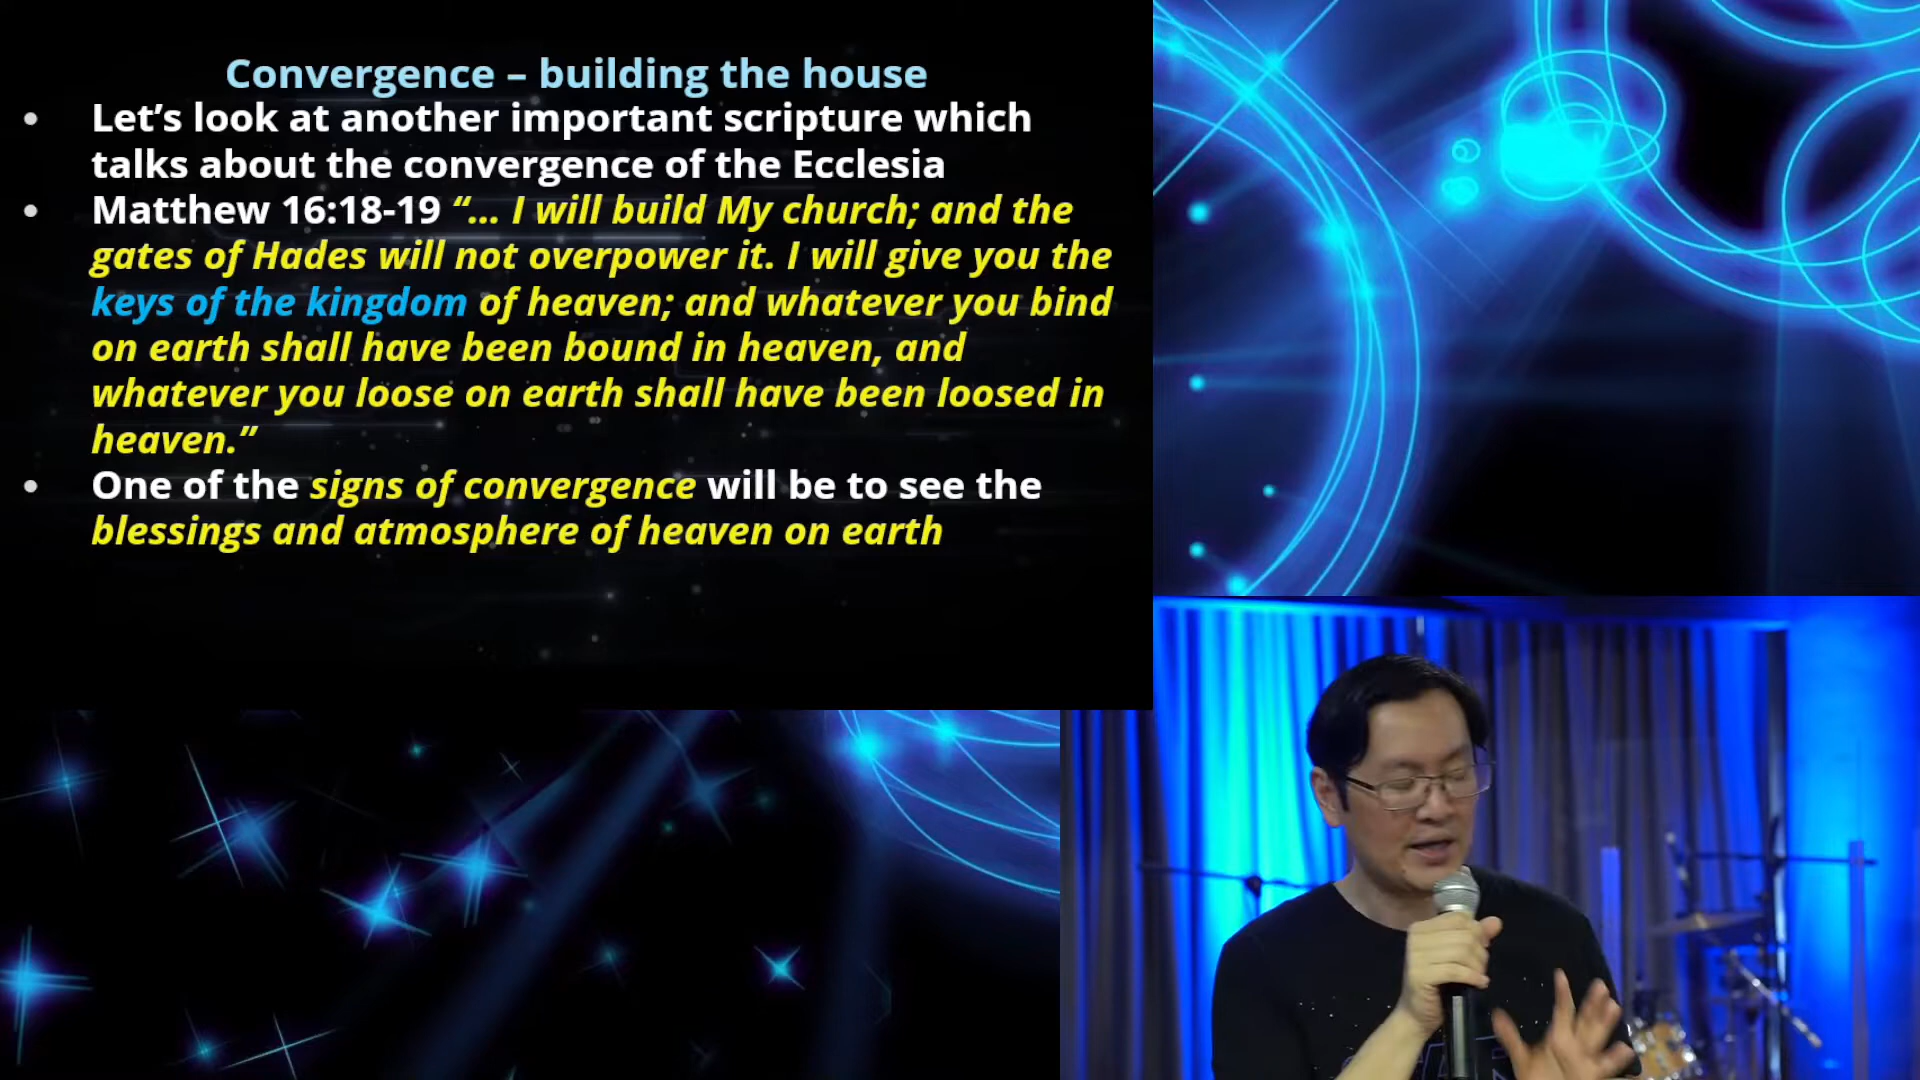 Convergence – building the house
• Let’s look at another important scripture which
talks about the convergence of the Ecclesia
• Matthew 16:18-19 “… I will build My church; and the
gates of Hades will not overpower it. I will give you the
keys of the kingdom of heaven; and whatever you bind
on earth shall have been bound in heaven, and
whatever you loose on earth shall have been loosed in
heaven.”
• One of the signs of convergence will be to see the
blessings and atmosphere of heaven on earth